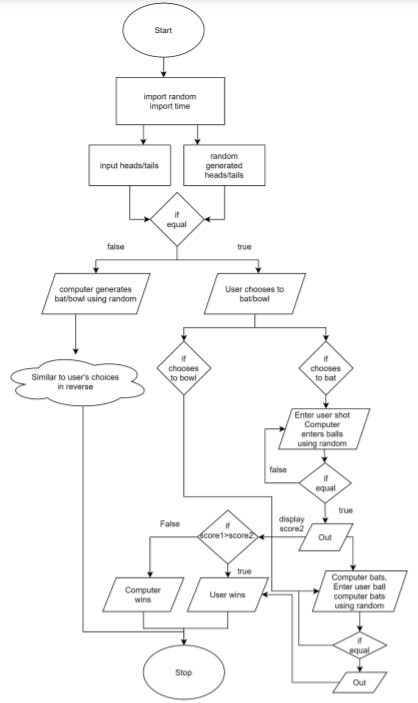 Start
import random
import time
input heads/tails
random
generated
heads/tails
if
equal
false
true
computer generates
bat/bowl using random
User chooses to
bat/bowl
Similar to user's choices
in reverse
if
chooses
to bowl
if
chooses
to bat
Enter user shot
Computer
enters balls
using random
false
if
equal
true
False
if
score1>score2
display
score2
Out
true
Computer
wins
User wins
Computer bats,
Enter user ball
computer bats
using random
if
equal
Stop
Out